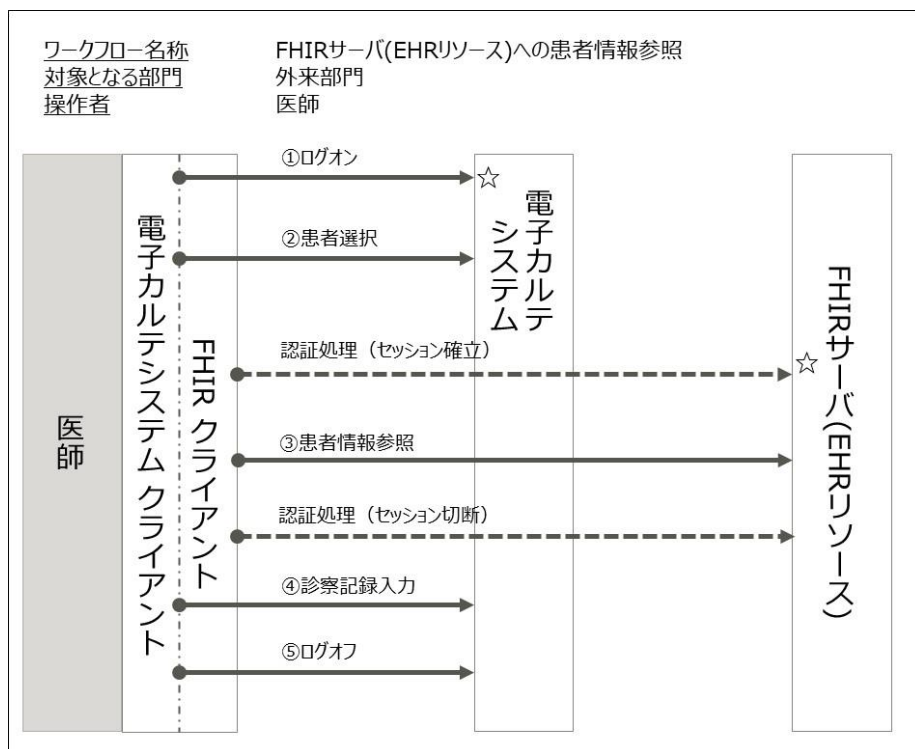 ワークフロー名称 FHIRサーバ(EHRリソース)への患者情報参照
対象となる部門 外来部門
操作者 医師
①ログオン
②患者選択
認証処理（セッション確立）
③患者情報参照
認証処理（セッション切断）
④診察記録入力
⑤ログオフ
医師
電子カルテシステム クライアント
FHIR クライアント
☆
電子カルテ
システム
☆
FHIRサーバ(EHRリソース)